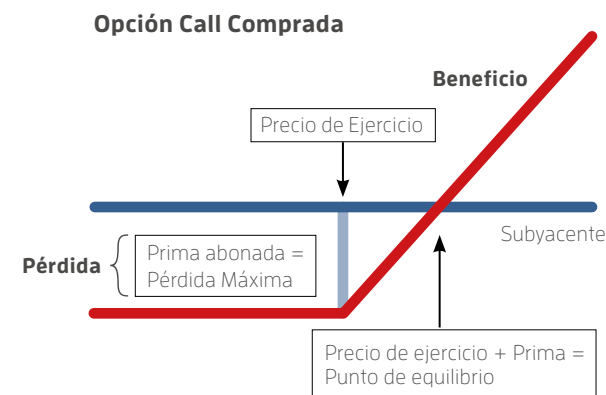 Opción Call Comprada
Beneficio
Precio de Ejercicio
Subyacente
Pérdida
Prima abonada =
Pérdida Máxima
Precio de ejercicio + Prima =
Punto de equilibrio